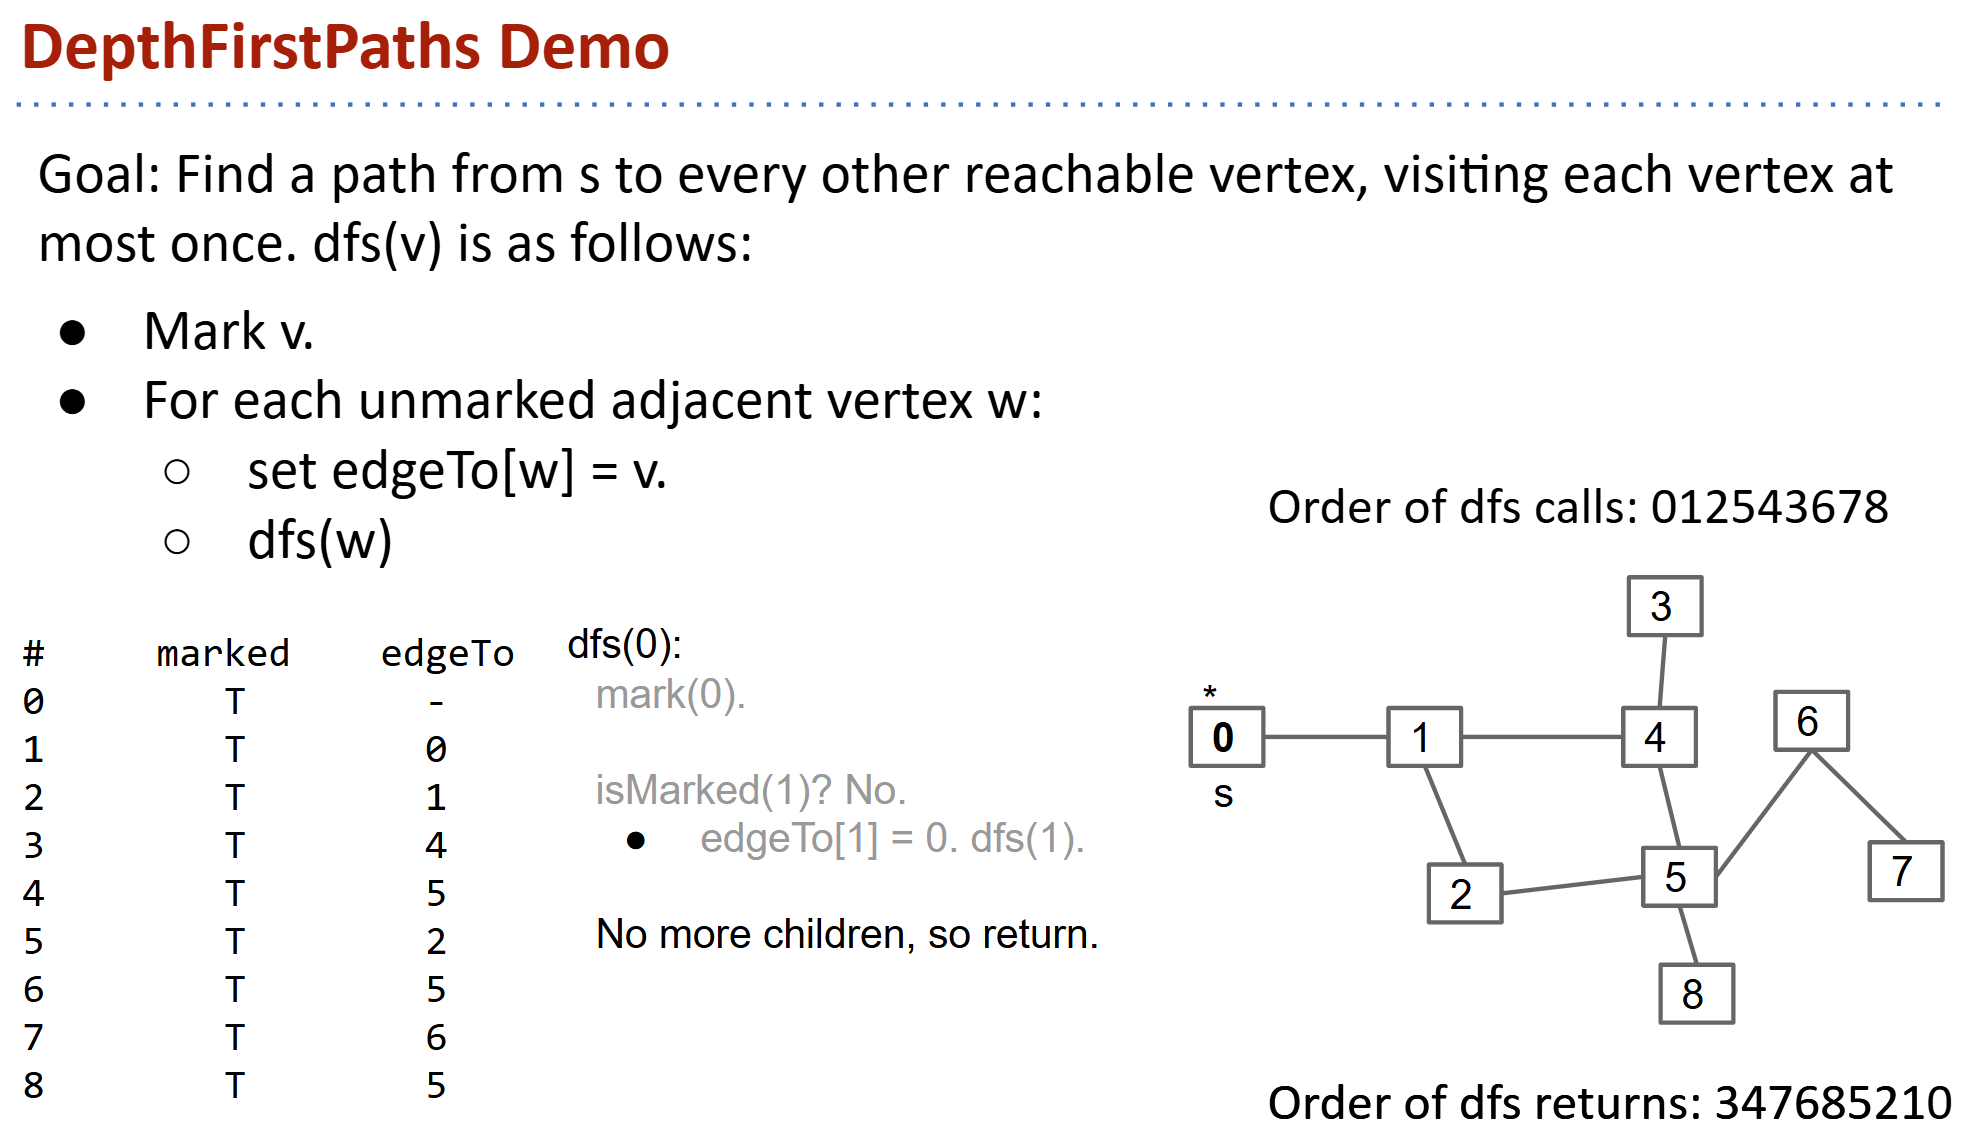 DepthFirstPaths Demo
Goal: Find a path from s to every other reachable vertex, visiting each vertex at
most once. dfs(v) is as follows:
● Mark v.
● For each unmarked adjacent vertex w:
○ set edgeTo[w] = v.
○ dfs(w)
# marked edgeTo
0 T -
1 T 0
2 T 1
3 T 4
4 T 5
5 T 2
6 T 5
7 T 6
8 T 5
dfs(0):
mark(0).
isMarked(1)? No.
● edgeTo[1] = 0. dfs(1).
No more children, so return.
Order of dfs calls: 012543678
3
*
0
s
1
4
6
2
5
7
8
Order of dfs returns: 347685210